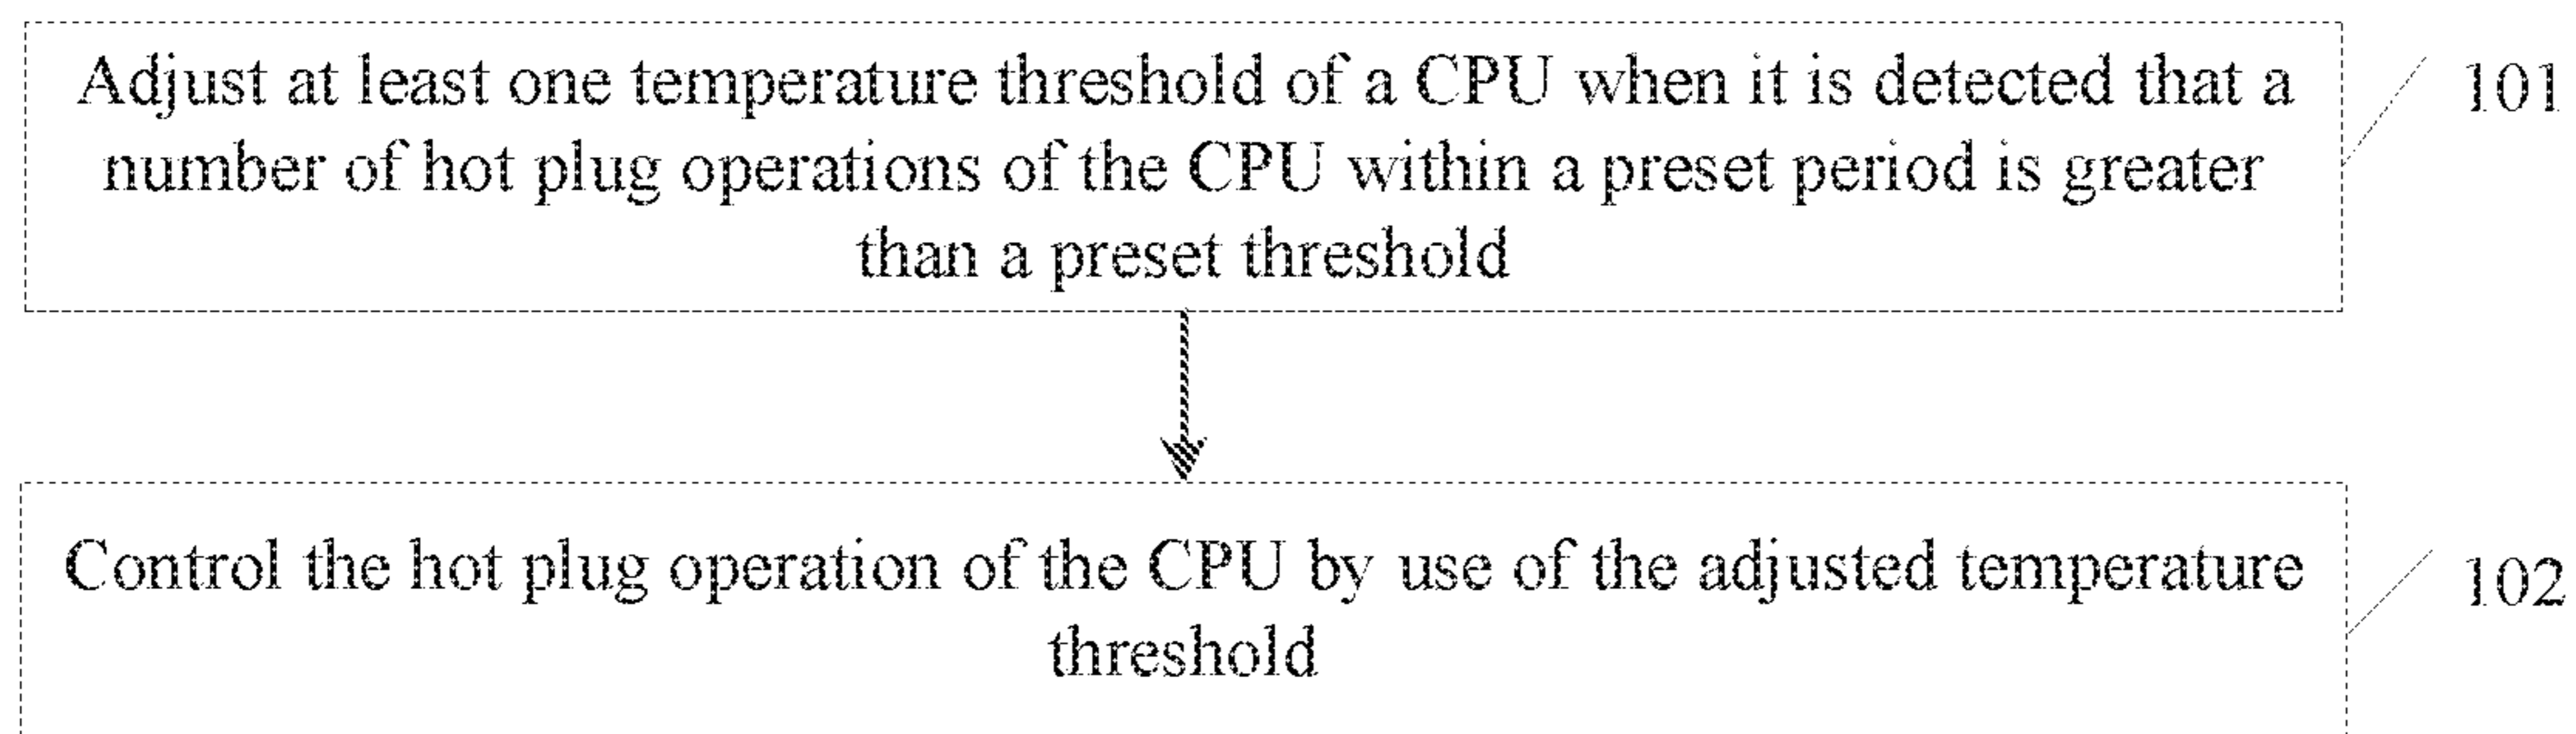 Adjust at least one temperature threshold of a CPU when it is detected that a
101
number of hot plug operations of the CPU within a preset period is greater
than a preset threshold
Control the hot plug operation of the CPU by use of the adjusted temperature
102
threshold